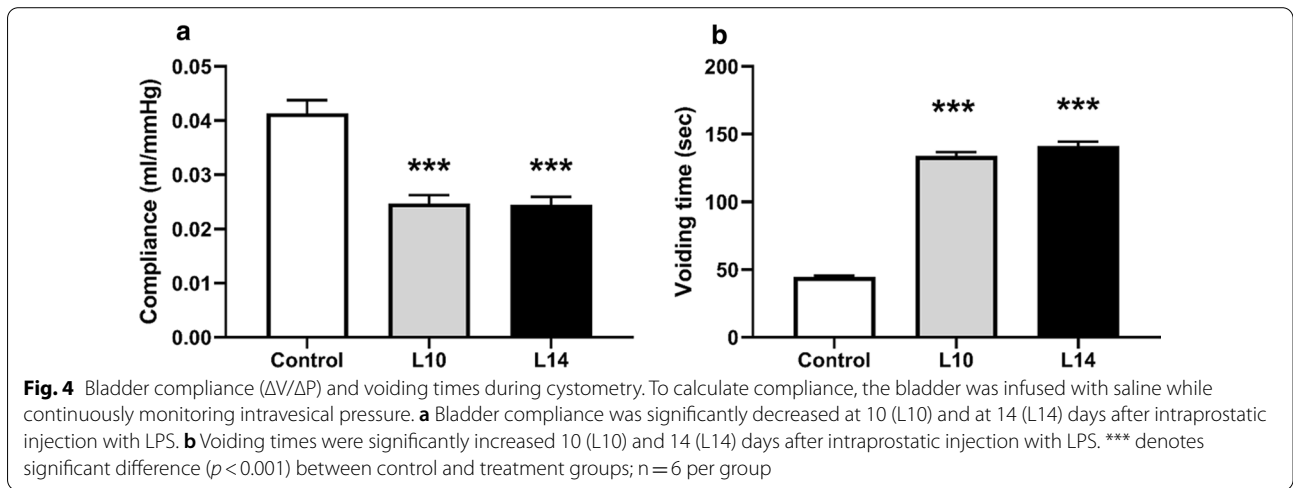 a
0.05
0.04
0.03
0.02
0.01
0.00
Compliance (ml/mmHg)
***
***
Control L10 L14
b
200
150
100
50
0
Voiding time (sec)
***
***
Control L10 L14
Fig. 4 Bladder compliance (ΔV/ΔP) and voiding times during cystometry. To calculate compliance, the bladder was infused with saline while
continuously monitoring intravesical pressure. a Bladder compliance was significantly decreased at 10 (L10) and at 14 (L14) days after intraprostatic
injection with LPS. b Voiding times were significantly increased 10 (L10) and 14 (L14) days after intraprostatic injection with LPS. *** denotes
significant difference (p < 0.001) between control and treatment groups; n = 6 per group